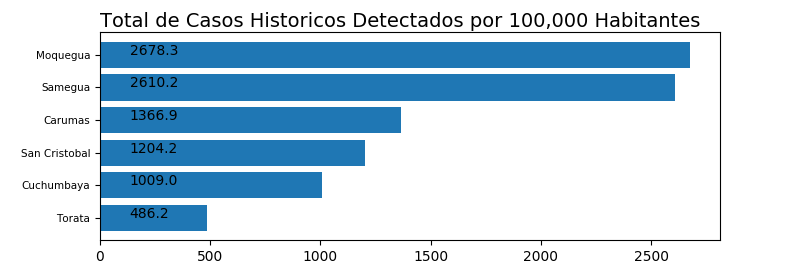 Total de Casos Historicos Detectados por 100,000 Habitantes
Moquegua 2678.3
Samegua 2610.2
Carumas 1366.9
San Cristobal 1204.2
Cuchumbaya 1009.0
Torata 486.2
0 500 1000 1500 2000 2500